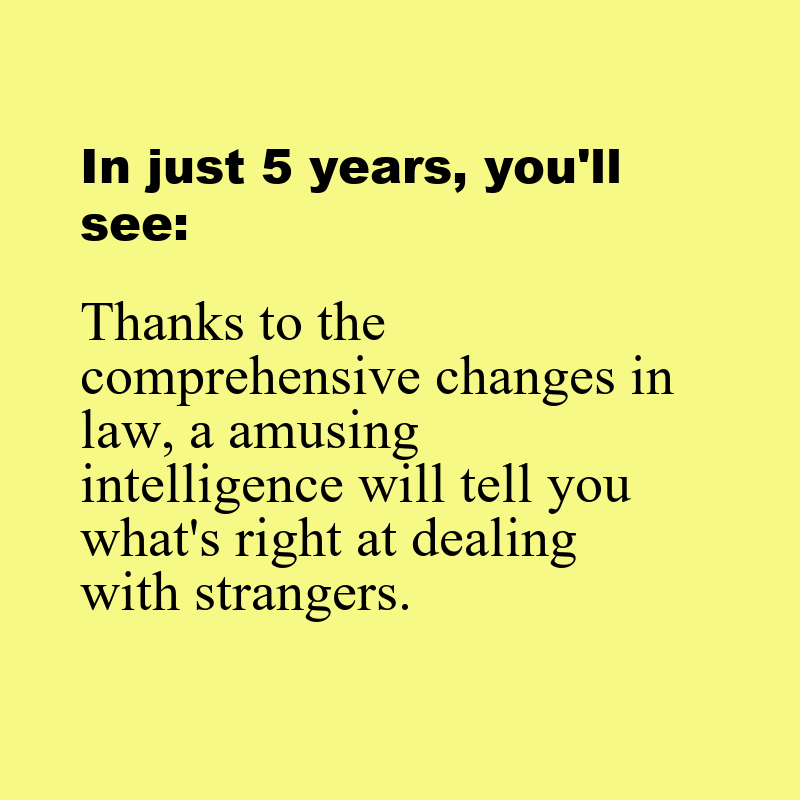 In just 5 years, you'll
see:
Thanks to the
comprehensive changes in
law, a amusing
intelligence will tell you
what's right at dealing
with strangers.